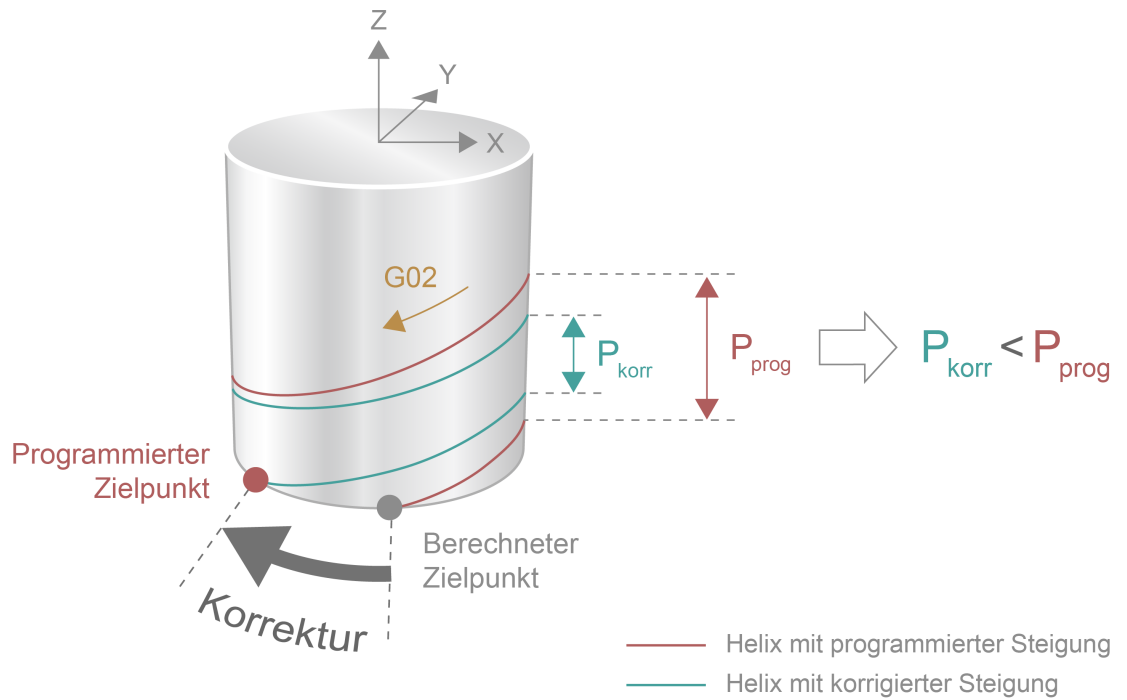 Z
Y
X
G02
P korr
P prog
P korr < P prog
Programmierter
Zielpunkt
Berechneter
Zielpunkt
Korrektur
Helix mit programmierter Steigung
Helix mit korrigierter Steigung